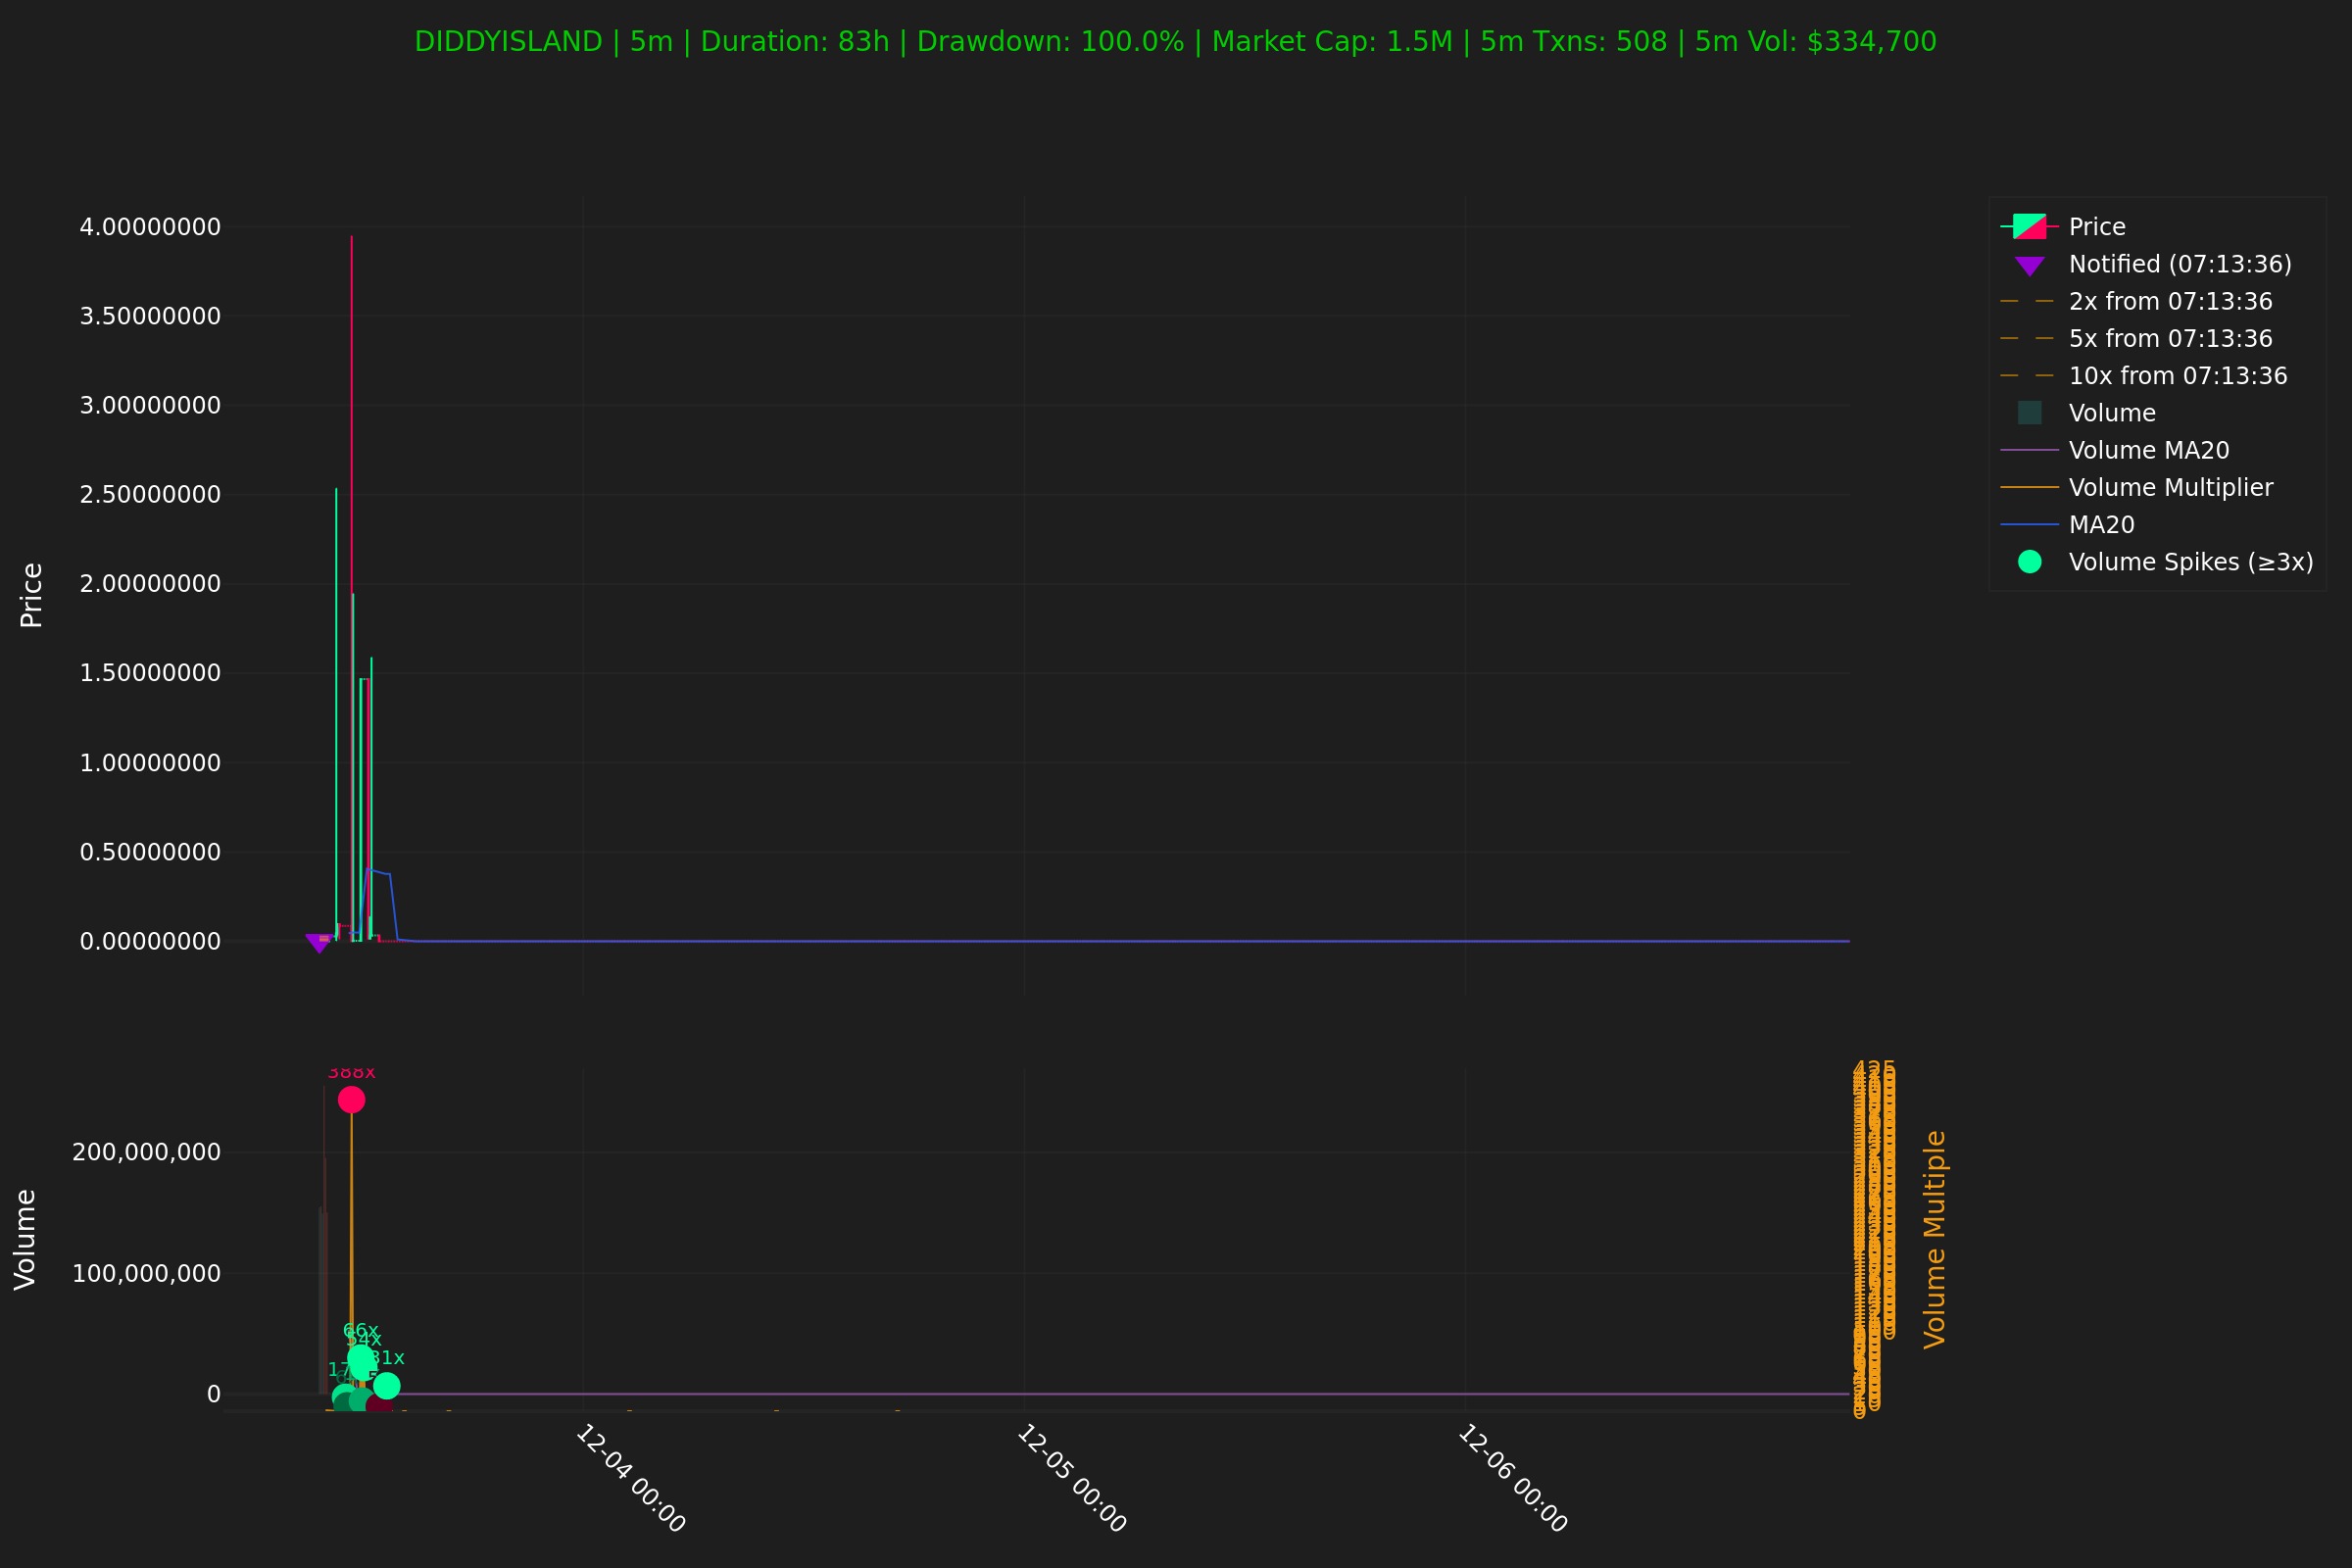 DIDDYISLAND | 5m | Duration: 83h | Drawdown: 100.0% | Market Cap: 1.5M | 5m Txns: 508 | 5m Vol: $334,700
4.00000000
3.50000000
3.00000000
2.50000000
2.00000000
1.50000000
1.00000000
0.50000000
0.00000000
Price
Price
Notified (07:13:36)
2x from 07:13:36
5x from 07:13:36
10x from 07:13:36
Volume
Volume MA20
Volume Multiplier
MA20
Volume Spikes (≥3x)
388x
66x
54x
31x
200,000,000
100,000,000
0
Volume
Volume Multiple
12-04 00:00
12-05 00:00
12-06 00:00